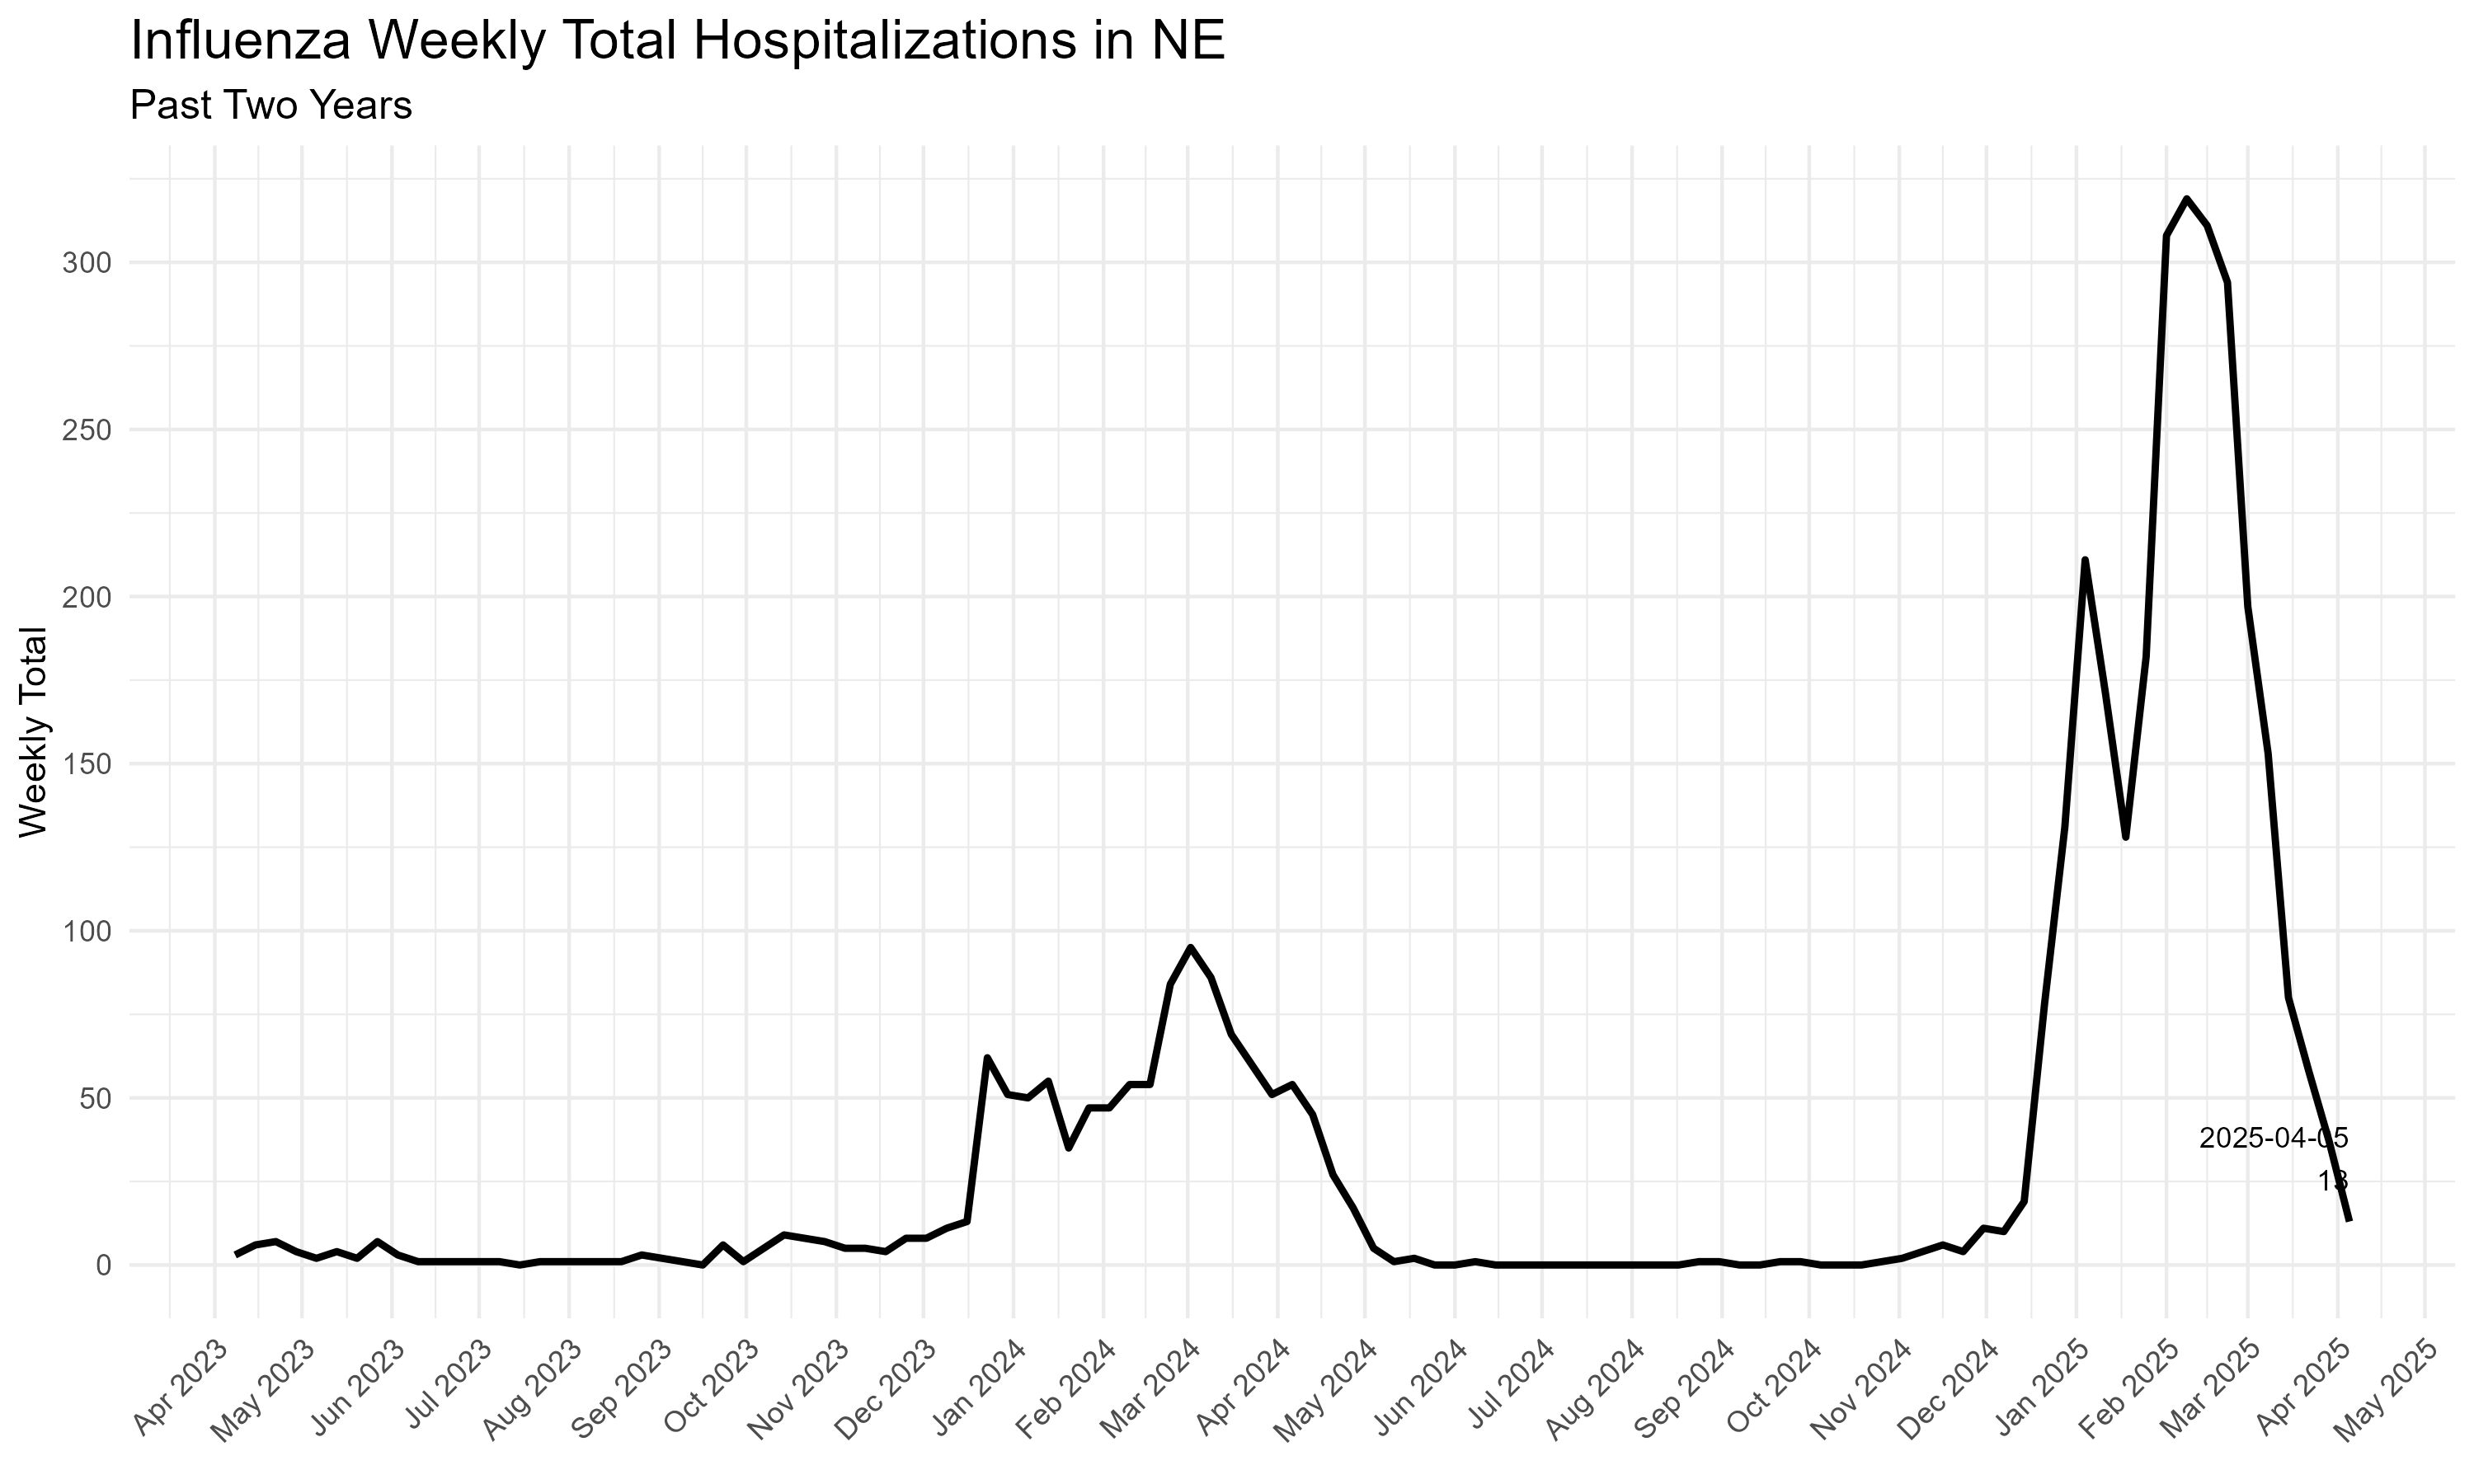 Influenza Weekly Total Hospitalizations in NE
Past Two Years
Weekly Total
300
250
200
150
100
50
0
2025-04-05
13
Apr 2023
May 2023
Jun 2023
Jul 2023
Aug 2023
Sep 2023
Oct 2023
Nov 2023
Dec 2023
Jan 2024
Feb 2024
Mar 2024
Apr 2024
May 2024
Jun 2024
Jul 2024
Aug 2024
Sep 2024
Oct 2024
Nov 2024
Dec 2024
Jan 2025
Feb 2025
Mar 2025
Apr 2025
May 2025